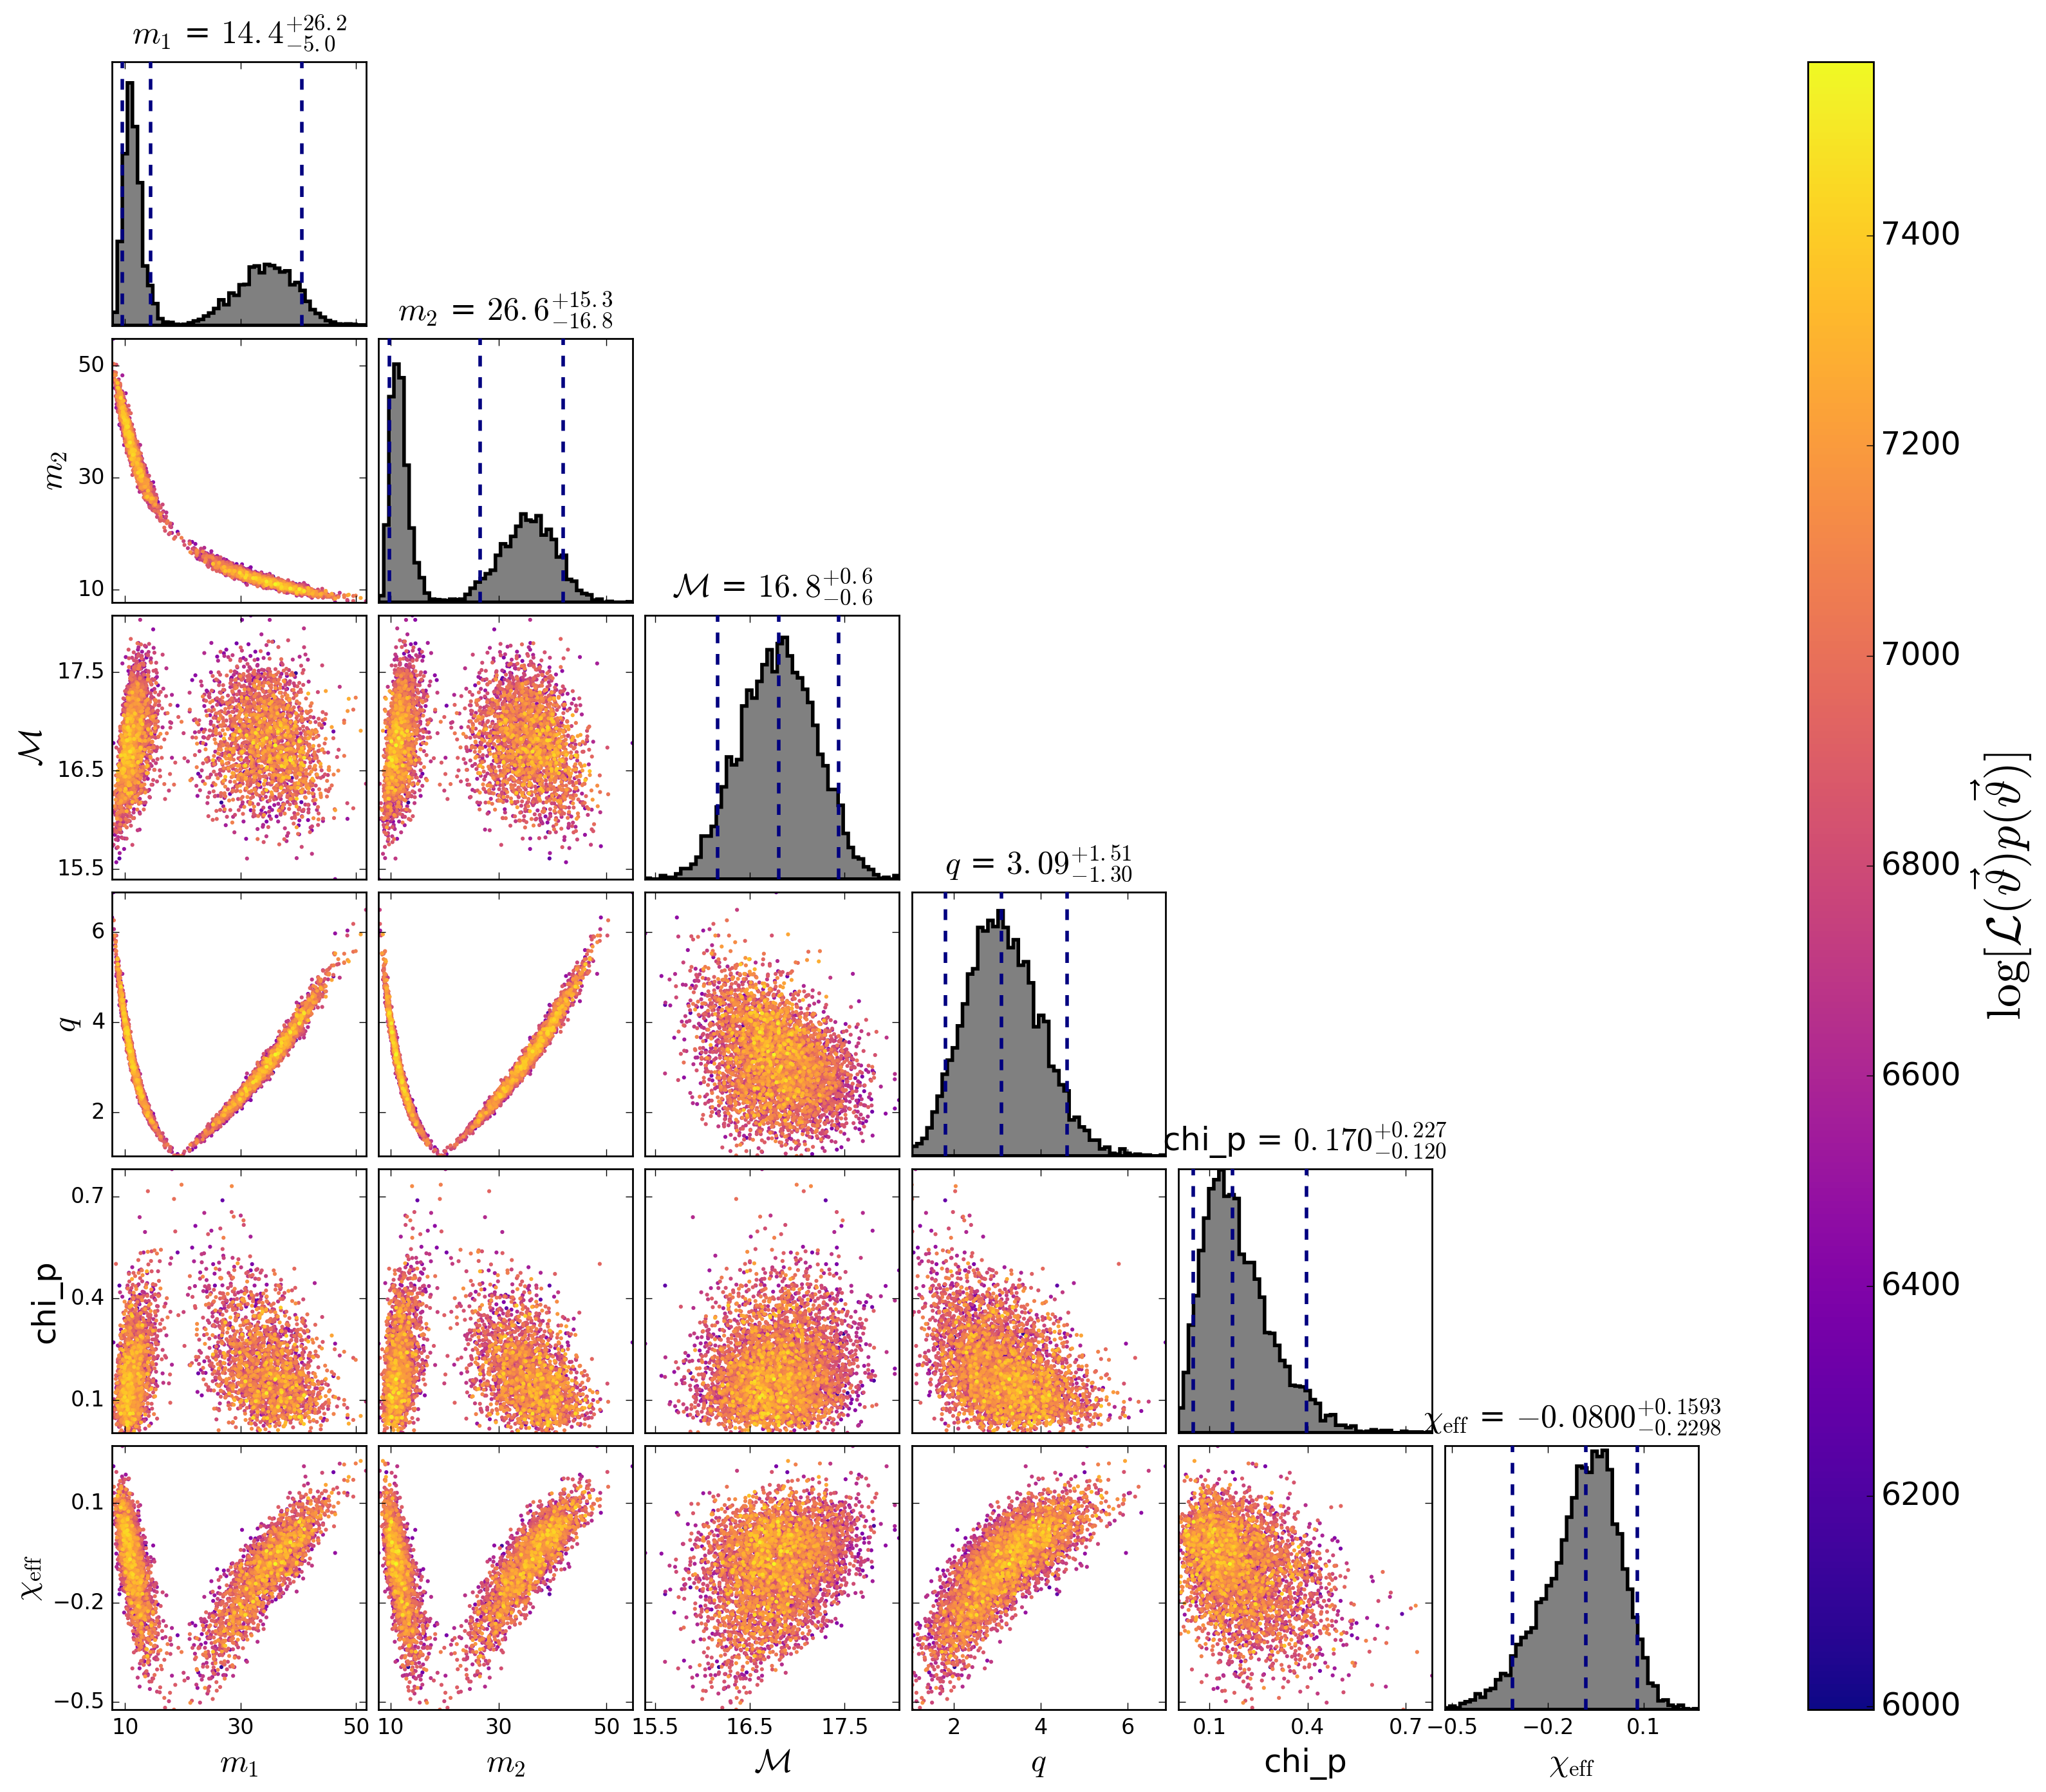 m₁ = 14.4⁺²⁶·²₋₅.₀
m₂ = 26.6⁺¹⁵·³₋₁₆.₈
50
30
10
m₂
ℳ = 16.8⁺⁰·⁶₋₀.₆
17.5
16.5
15.5
ℳ
q = 3.09⁺¹·⁵¹₋₁.₃₀
6
4
2
q
chi_p = 0.170⁺⁰·²²⁷₋₀.₁₂₀
0.7
0.4
0.1
chi_p
χeff = −0.0800⁺⁰·¹⁵⁹³₋₀.₂₂₉₈
0.1
−0.2
−0.5
χeff
10 30 50
10 30 50
15.5 16.5 17.5
2 4 6
0.1 0.4 0.7
−0.5 −0.2 0.1
m₁
m₂
ℳ
q
chi_p
χeff
7400
7200
7000
6800
6600
6400
6200
6000
log[ℒ(ϑ⃗)p(ϑ⃗)]